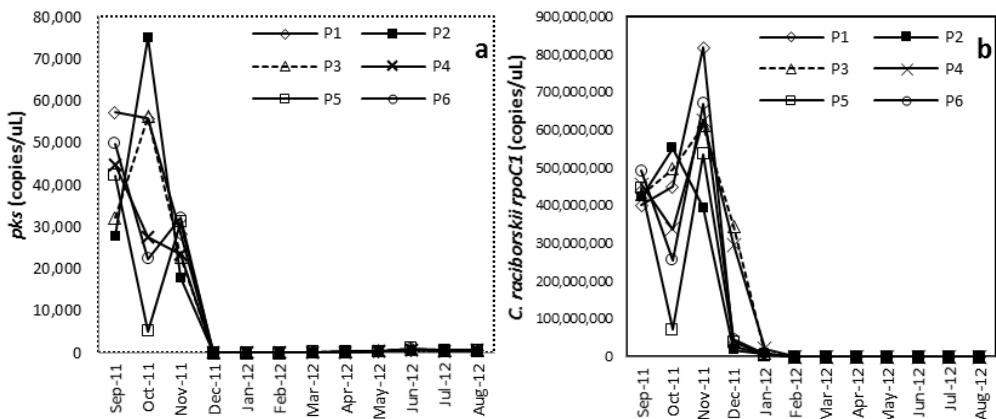 a
pks (copies/uL)
80,000
70,000
60,000
50,000
40,000
30,000
20,000
10,000
0
P1 P2
P3 P4
P5 P6
Sep-11
Oct-11
Nov-11
Dec-11
Jan-12
Feb-12
Mar-12
Apr-12
May-12
Jun-12
Jul-12
Aug-12
b
C. raciborskii rpoC1 (copies/uL)
900,000,000
800,000,000
700,000,000
600,000,000
500,000,000
400,000,000
300,000,000
200,000,000
100,000,000
0
P1 P2
P3 P4
P5 P6
Sep-11
Oct-11
Nov-11
Dec-11
Jan-12
Feb-12
Mar-12
Apr-12
May-12
Jun-12
Jul-12
Aug-12